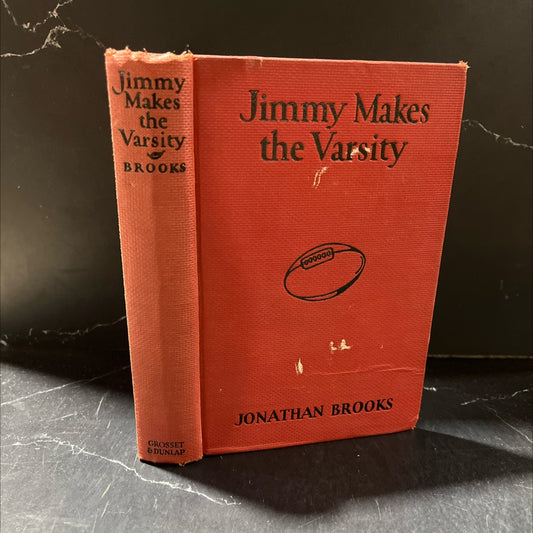 Jimmy
Makes
the
Varsity
BROOKS
GROSSET
& DUNLAP
Jimmy Makes
the Varsity
JONATHAN BROOKS